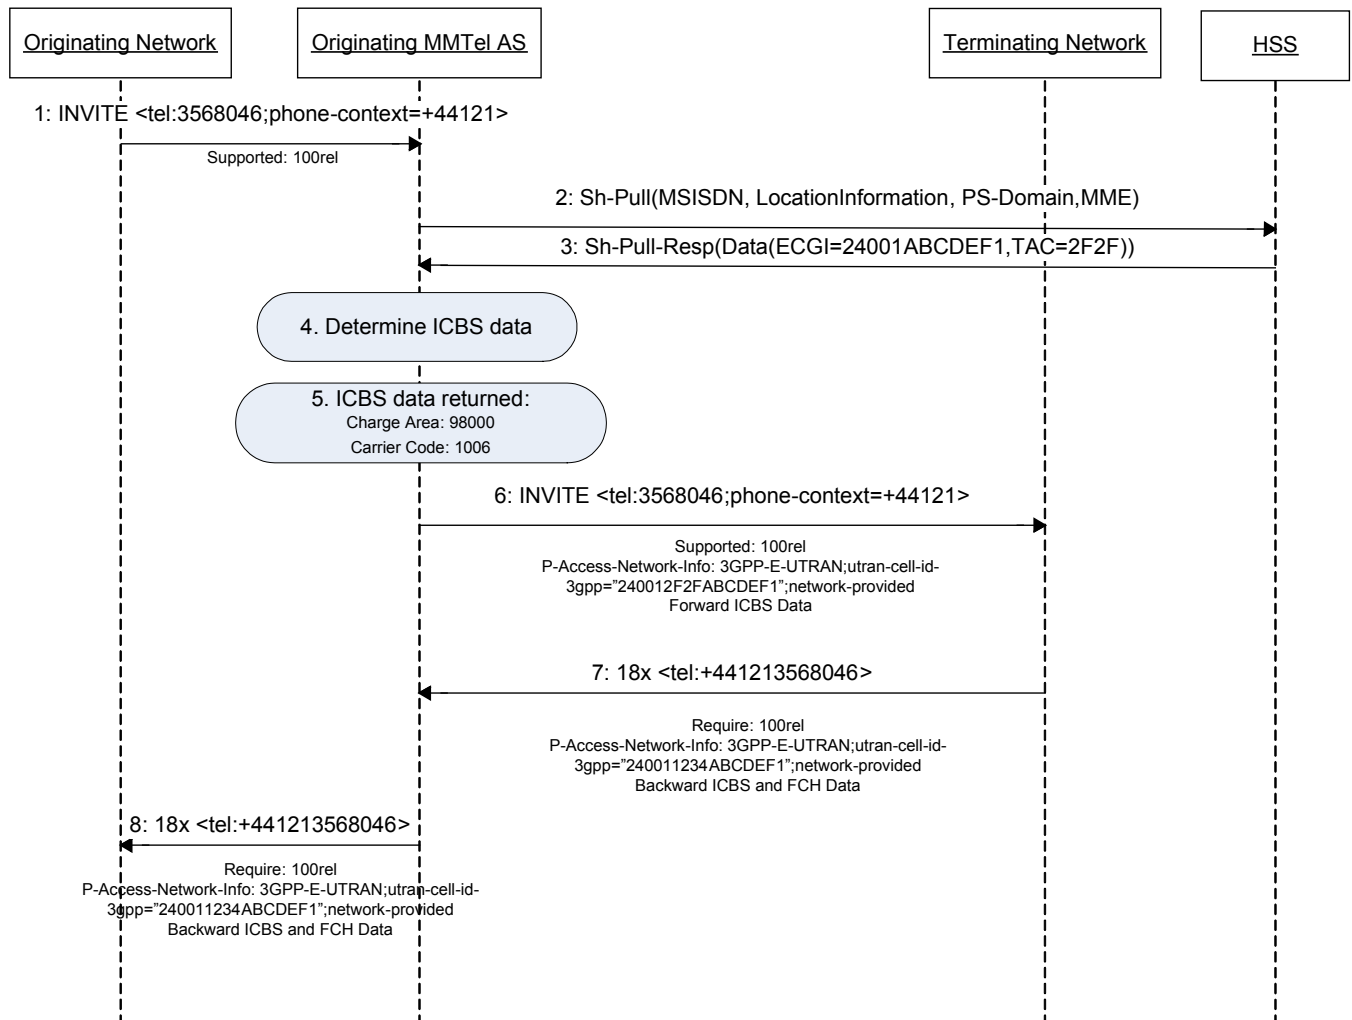 Originating Network
Originating MMTel AS
Terminating Network
HSS
1: INVITE <tel:3568046;phone-context=+44121>
Supported: 100rel
2: Sh-Pull(MSISDN, LocationInformation, PS-Domain,MME)
3: Sh-Pull-Resp(Data(ECGI=24001ABCDEF1,TAC=2F2F))
4. Determine ICBS data
5. ICBS data returned:
Charge Area: 98000
Carrier Code: 1006
6: INVITE <tel:3568046;phone-context=+44121>
Supported: 100rel
P-Access-Network-Info: 3GPP-E-UTRAN;utran-cell-id-
3gpp=”240012F2FABCDEF1”;network-provided
Forward ICBS Data
7: 18x <tel:+441213568046>
Require: 100rel
P-Access-Network-Info: 3GPP-E-UTRAN;utran-cell-id-
3gpp=”240011234ABCDEF1”;network-provided
Backward ICBS and FCH Data
8: 18x <tel:+441213568046>
Require: 100rel
P-Access-Network-Info: 3GPP-E-UTRAN;utran-cell-id-
3gpp=”240011234ABCDEF1”;network-provided
Backward ICBS and FCH Data